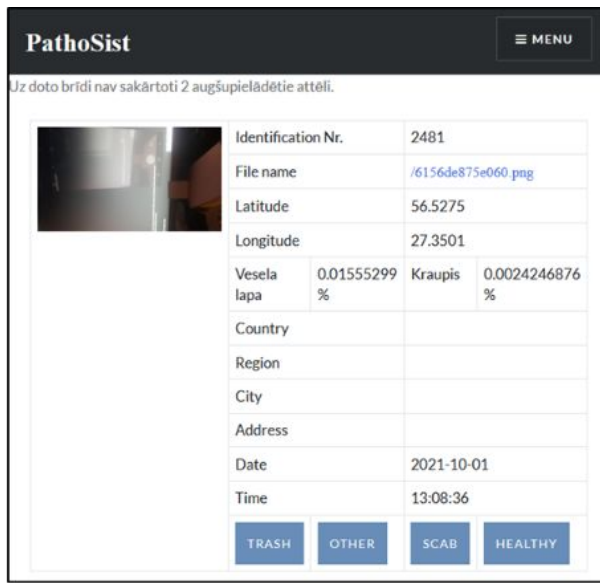 PathoSist
≡ MENU
Uz doto brīdi nav sakārtoti 2 augšupielādētie attēli.
Identification Nr. 2481
File name /6156de875e060.png
Latitude 56.5275
Longitude 27.3501
Vesela lapa 0.01555299 % Kraupis 0.0024246876 %
Country
Region
City
Address
Date 2021-10-01
Time 13:08:36
TRASH OTHER SCAB HEALTHY